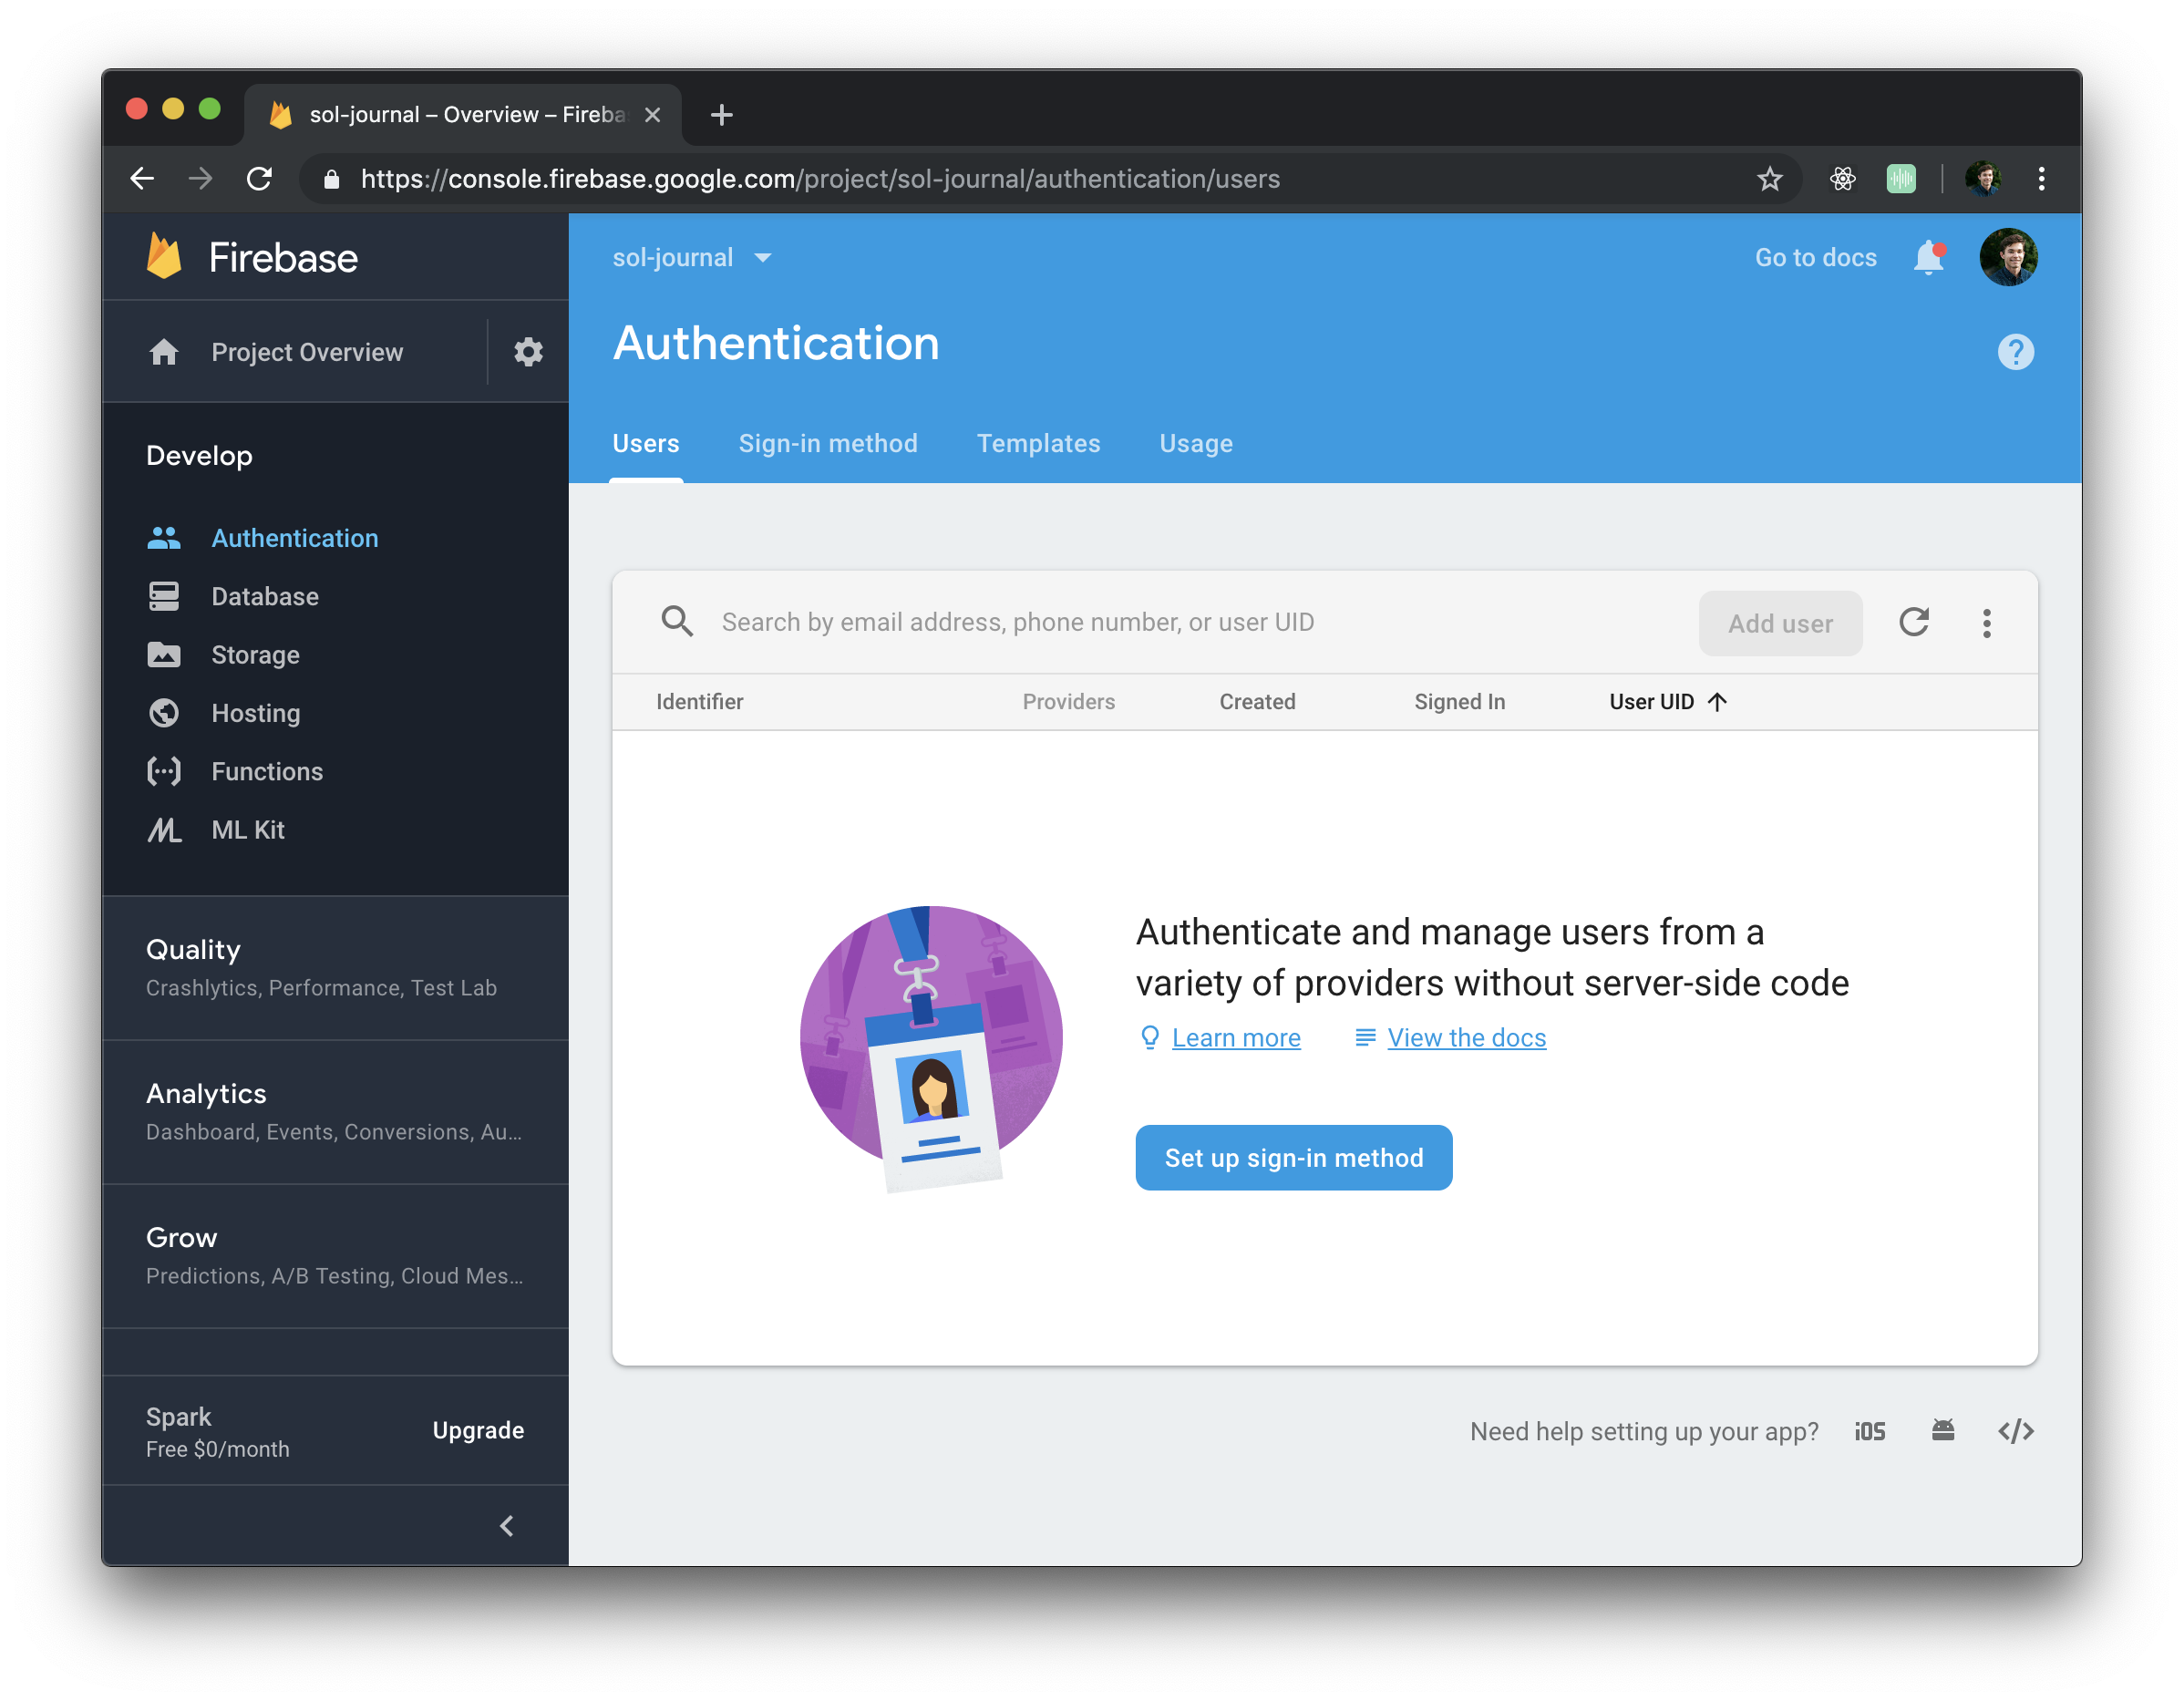 sol-journal – Overview – Fireba
https://console.firebase.google.com/project/sol-journal/authentication/users
Firebase
Project Overview
Develop
Authentication
Database
Storage
Hosting
Functions
ML Kit
Quality
Crashlytics, Performance, Test Lab
Analytics
Dashboard, Events, Conversions, Au...
Grow
Predictions, A/B Testing, Cloud Mes...
Spark
Free $0/month
Upgrade
sol-journal
Go to docs
Authentication
?
Users Sign-in method Templates Usage
Search by email address, phone number, or user UID
Add user
Identifier Providers Created Signed In User UID
Authenticate and manage users from a
variety of providers without server-side code
Learn more View the docs
Set up sign-in method
Need help setting up your app? iOS </>